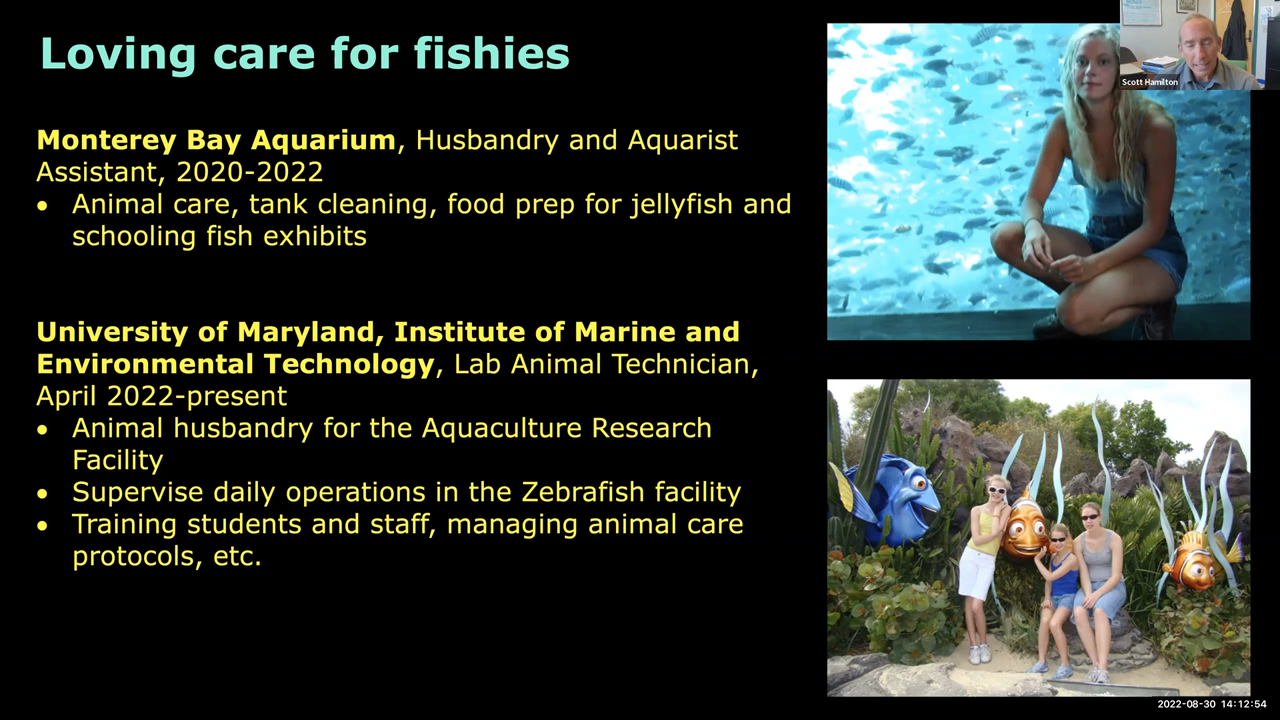 Loving care for fishies
Monterey Bay Aquarium, Husbandry and Aquarist
Assistant, 2020-2022
• Animal care, tank cleaning, food prep for jellyfish and
schooling fish exhibits
University of Maryland, Institute of Marine and
Environmental Technology, Lab Animal Technician,
April 2022-present
• Animal husbandry for the Aquaculture Research
Facility
• Supervise daily operations in the Zebrafish facility
• Training students and staff, managing animal care
protocols, etc.
Scott Hamilton
2022-08-30 14:12:54